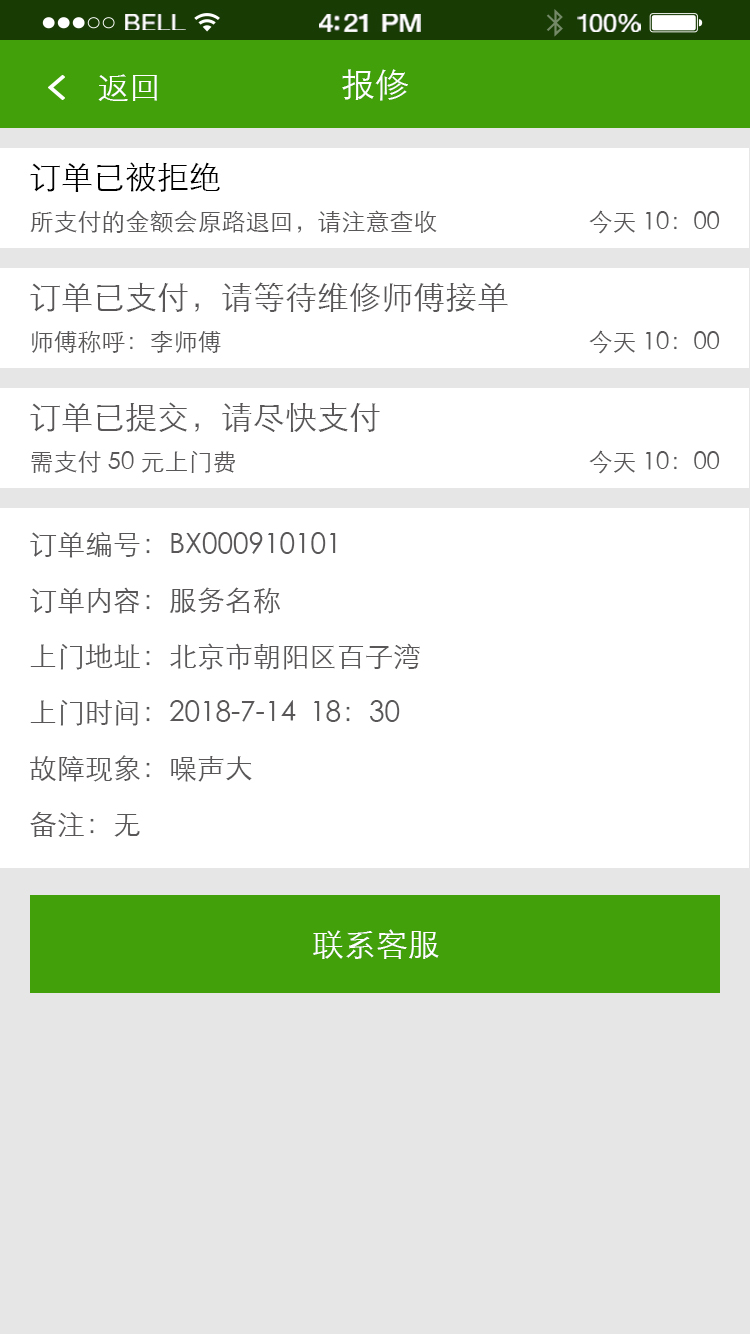 BELL 4:21 PM 100%
返回 报修
订单已被拒绝
所支付的金额会原路退回，请注意查收 今天 10：00
订单已支付，请等待维修师傅接单
师傅称呼：李师傅 今天 10：00
订单已提交，请尽快支付
需支付 50 元上门费 今天 10：00
订单编号：BX000910101
订单内容：服务名称
上门地址：北京市朝阳区百子湾
上门时间：2018-7-14 18：30
故障现象：噪声大
备注：无
联系客服